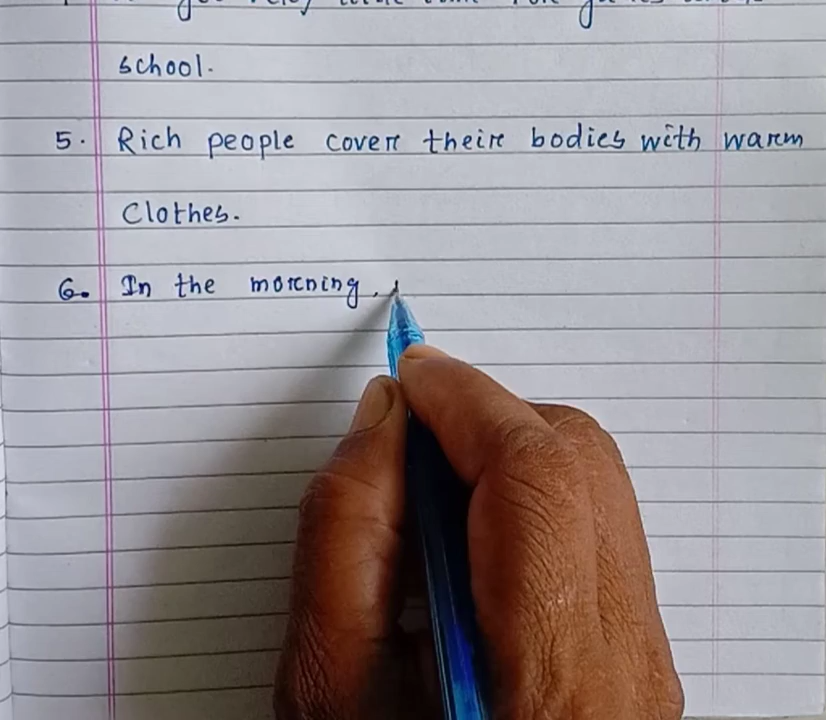 school.
5. Rich people cover their bodies with warm
Clothes.
6. In the morning,